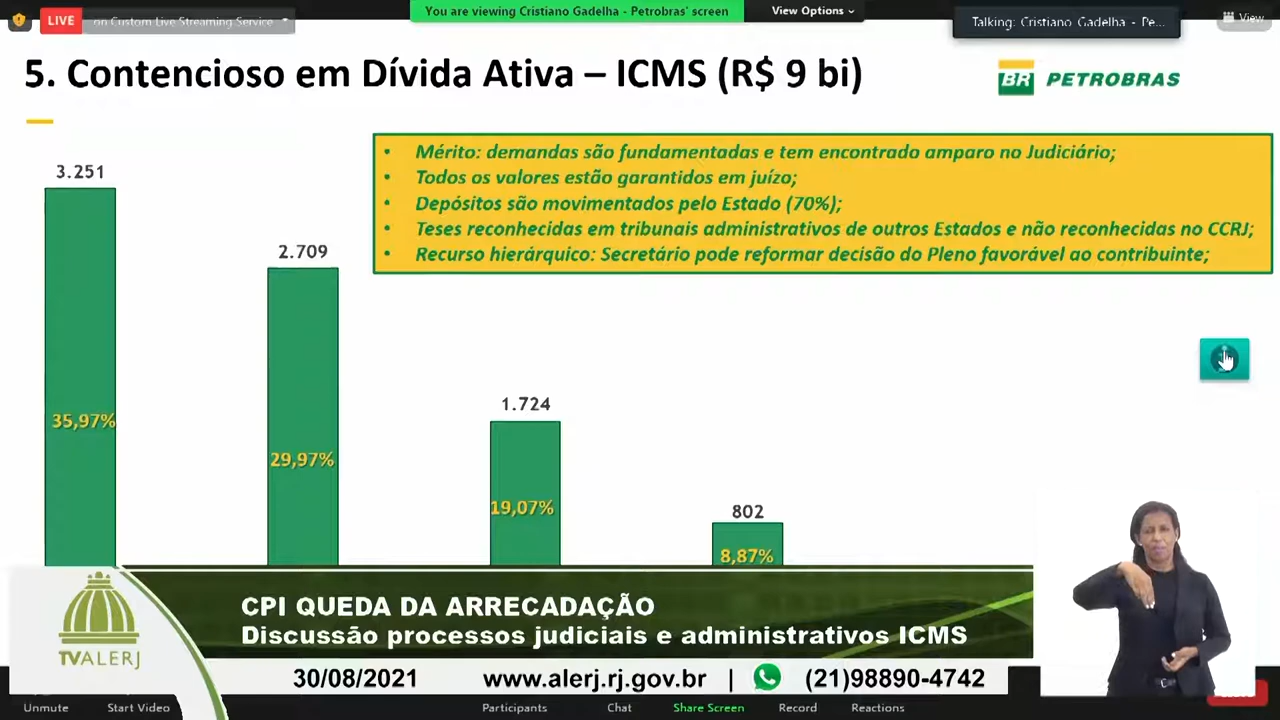 LIVE
on Custom Live Streaming Service
You are viewing Cristiano Gadelha - Petrobras' screen
View Options
Talking: Cristiano Gadelha - Pe...
View
5. Contencioso em Dívida Ativa – ICMS (R$ 9 bi)
BR PETROBRAS
• Mérito: demandas são fundamentadas e tem encontrado amparo no Judiciário;
• Todos os valores estão garantidos em juízo;
• Depósitos são movimentados pelo Estado (70%);
• Teses reconhecidas em tribunais administrativos de outros Estados e não reconhecidas no CCRJ;
• Recurso hierárquico: Secretário pode reformar decisão do Pleno favorável ao contribuinte;
3.251
35,97%
2.709
29,97%
1.724
19,07%
802
8,87%
CPI QUEDA DA ARRECADAÇÃO
Discussão processos judiciais e administrativos ICMS
TVALERJ
30/08/2021 www.alerj.rj.gov.br | (21)98890-4742
Unmute Start Video Participants Chat Share Screen Record Reactions